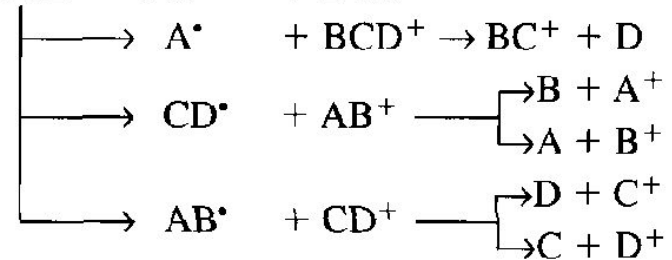 A• + BCD⁺ → BC⁺ + D
→ B + A⁺
CD• + AB⁺
→ A + B⁺
→ D + C⁺
AB• + CD⁺
→ C + D⁺